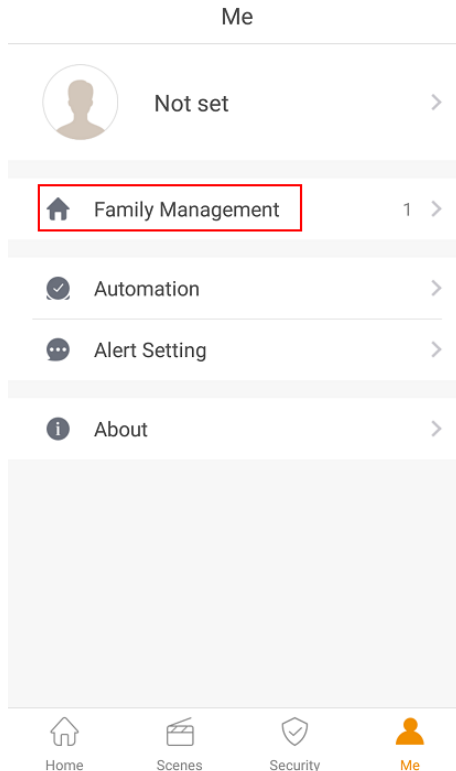 Me
Not set
Family Management 1
Automation
Alert Setting
About
Home Scenes Security Me